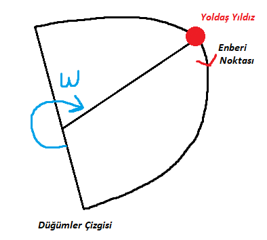 Yoldaş Yıldız
Enberi
Noktası
ω
Düğümler Çizgisi